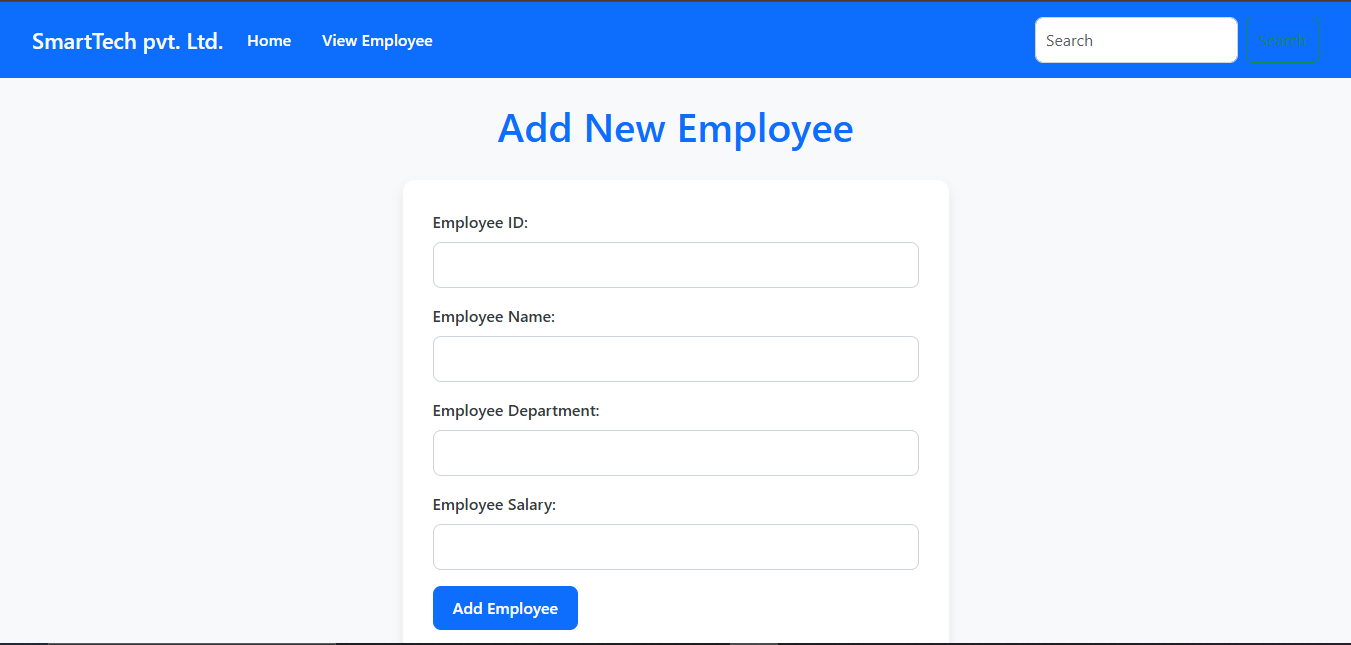 SmartTech pvt. Ltd. Home View Employee Search Search
Add New Employee
Employee ID:
Employee Name:
Employee Department:
Employee Salary:
Add Employee